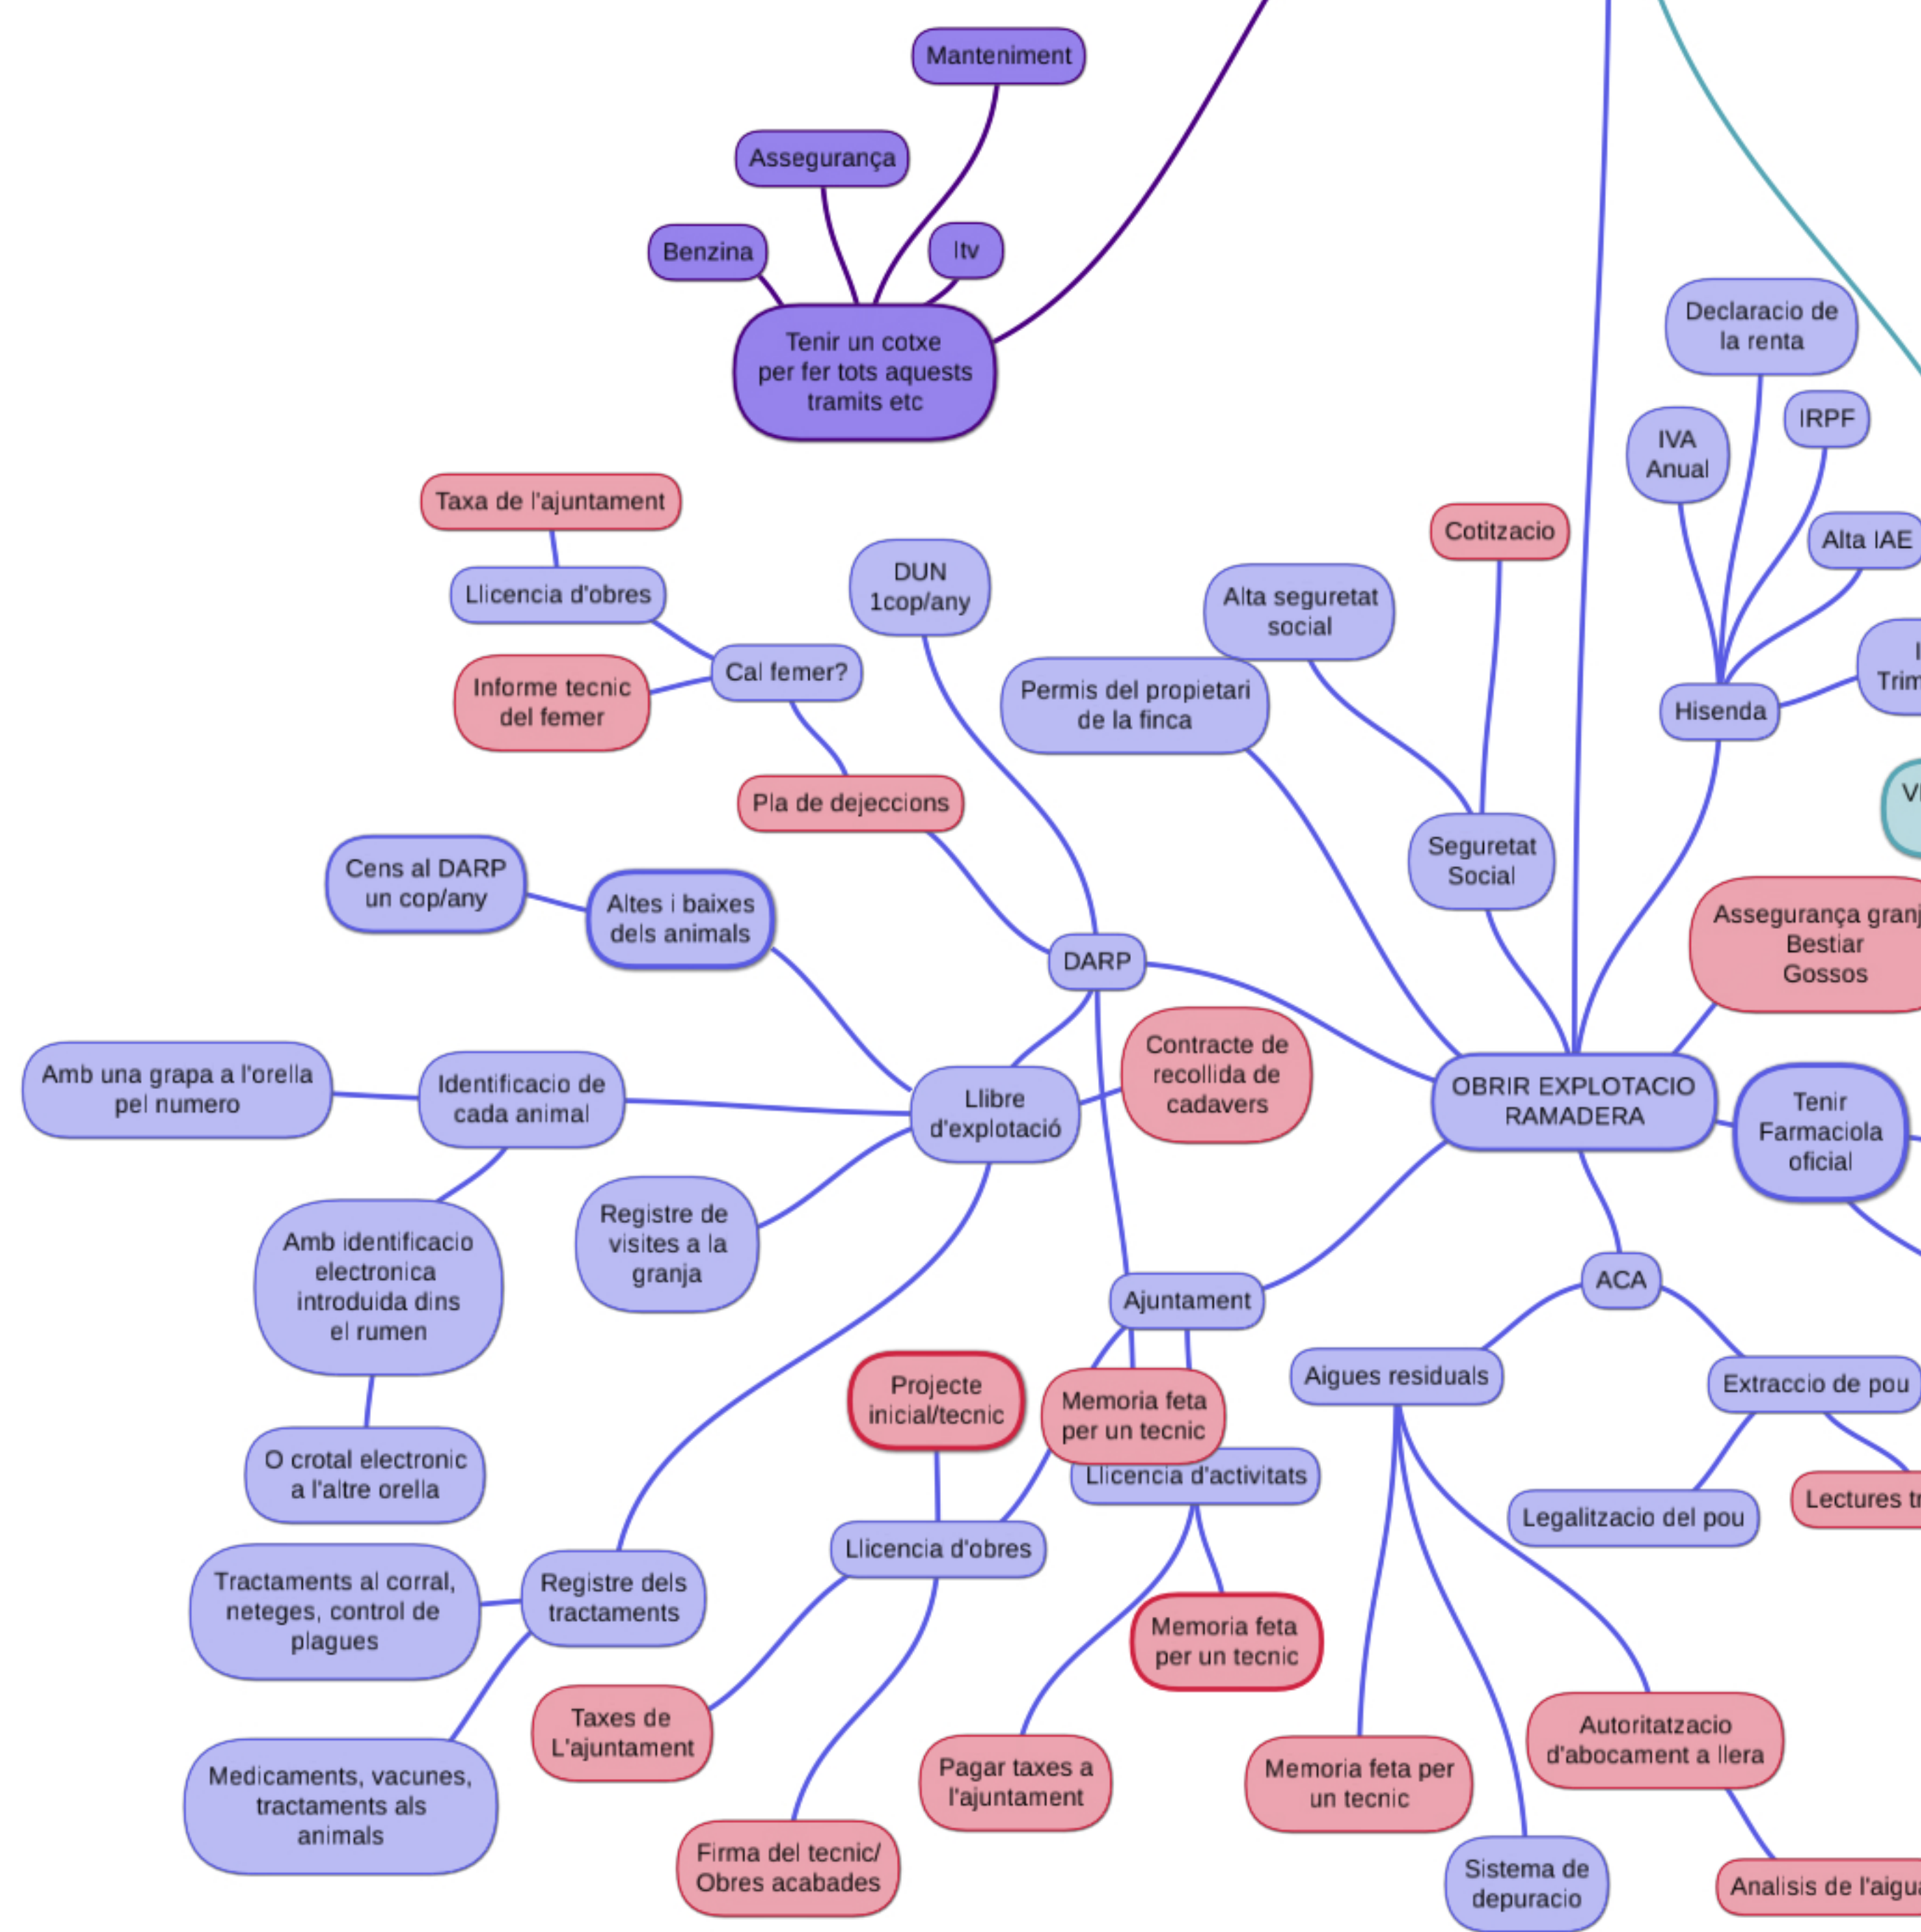 Manteniment
Assegurança
Benzina
Itv
Tenir un cotxe
per fer tots aquests
tramits etc
Declaracio de
la renta
IRPF
IVA
Anual
Alta IAE
Trim
Hisenda
Taxa de l'ajuntament
Llicencia d'obres
Informe tecnic
del femer
Cal femer?
Pla de dejeccions
DUN
1cop/any
Cotitzacio
Alta seguretat
social
Permis del propietari
de la finca
Seguretat
Social
Cens al DARP
un cop/any
Altes i baixes
dels animals
DARP
Assegurança granj
Bestiar
Gossos
Amb una grapa a l'orella
pel numero
Identificacio de
cada animal
Llibre
d'explotació
Contracte de
recollida de
cadavers
OBRIR EXPLOTACIO
RAMADERA
Tenir
Farmaciola
oficial
Amb identificacio
electronica
introduida dins
el rumen
Registre de
visites a la
granja
Ajuntament
ACA
O crotal electronic
a l'altre orella
Projecte
inicial/tecnic
Memoria feta
per un tecnic
Llicencia d'activitats
Aigues residuals
Extraccio de pou
Legalitzacio del pou
Lectures tr
Llicencia d'obres
Tractaments al corral,
neteges, control de
plagues
Registre dels
tractaments
Memoria feta
per un tecnic
Taxes de
L'ajuntament
Medicaments, vacunes,
tractaments als
animals
Pagar taxes a
l'ajuntament
Memoria feta per
un tecnic
Autoritatzacio
d'abocament a llera
Firma del tecnic/
Obres acabades
Sistema de
depuracio
Analisis de l'aigua